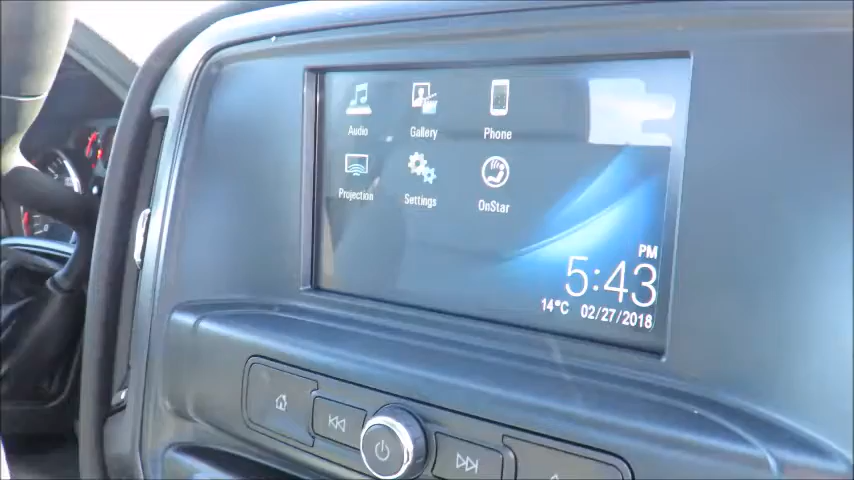 Audio Gallery Phone
Projection Settings OnStar
PM
5:43
14°C 02/27/2018